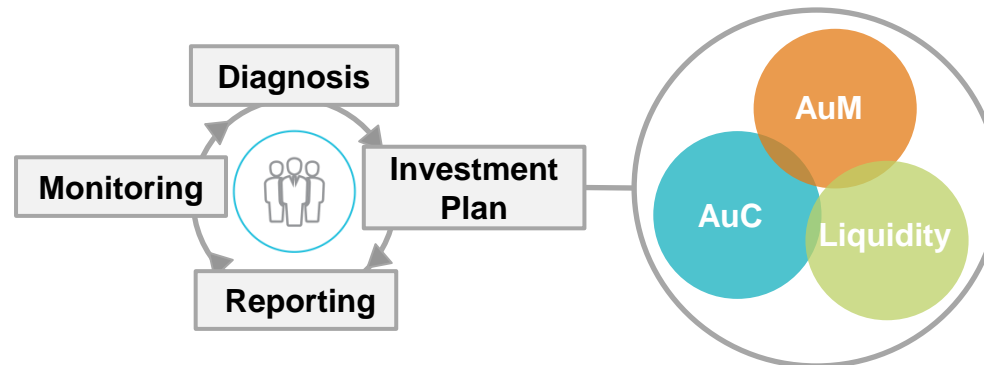 Diagnosis
Monitoring
Investment
Plan
Reporting
AuM
AuC
Liquidity